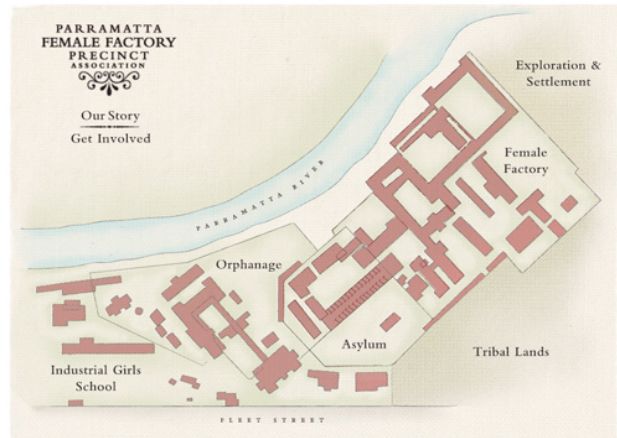 PARRAMATTA
FEMALE FACTORY
PRECINCT
ASSOCIATION
Our Story
Get Involved
Exploration &
Settlement
Female
Factory
PARRAMATTA RIVER
Orphanage
Asylum
Tribal Lands
Industrial Girls
School
FLEET STREET